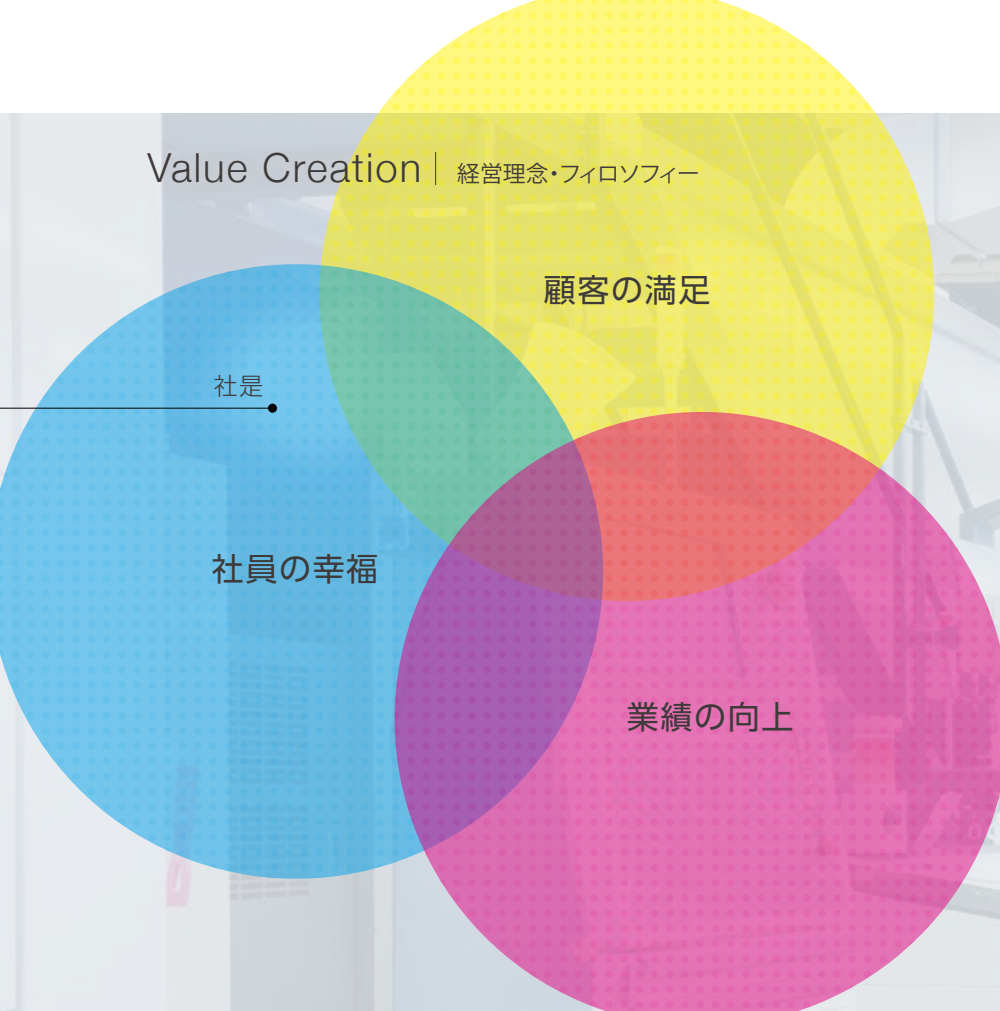 Value Creation｜経営理念・フィロソフィー
顧客の満足
社是
社員の幸福
業績の向上